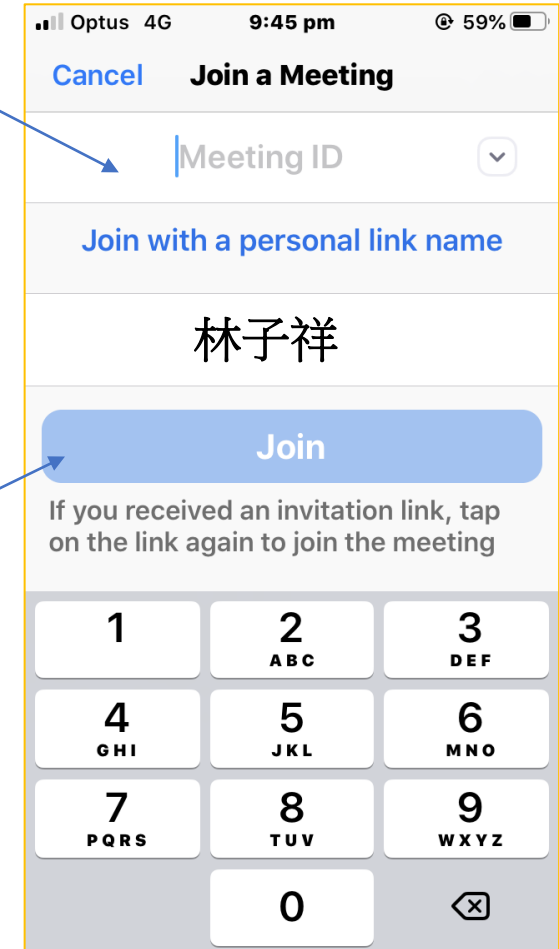 Optus 4G 9:45 pm 59%
Cancel Join a Meeting
Meeting ID
Join with a personal link name
林子祥
Join
If you received an invitation link, tap
on the link again to join the meeting
1 2 3
ABC DEF
4 5 6
GHI JKL MNO
7 8 9
PQRS TUV WXYZ
0